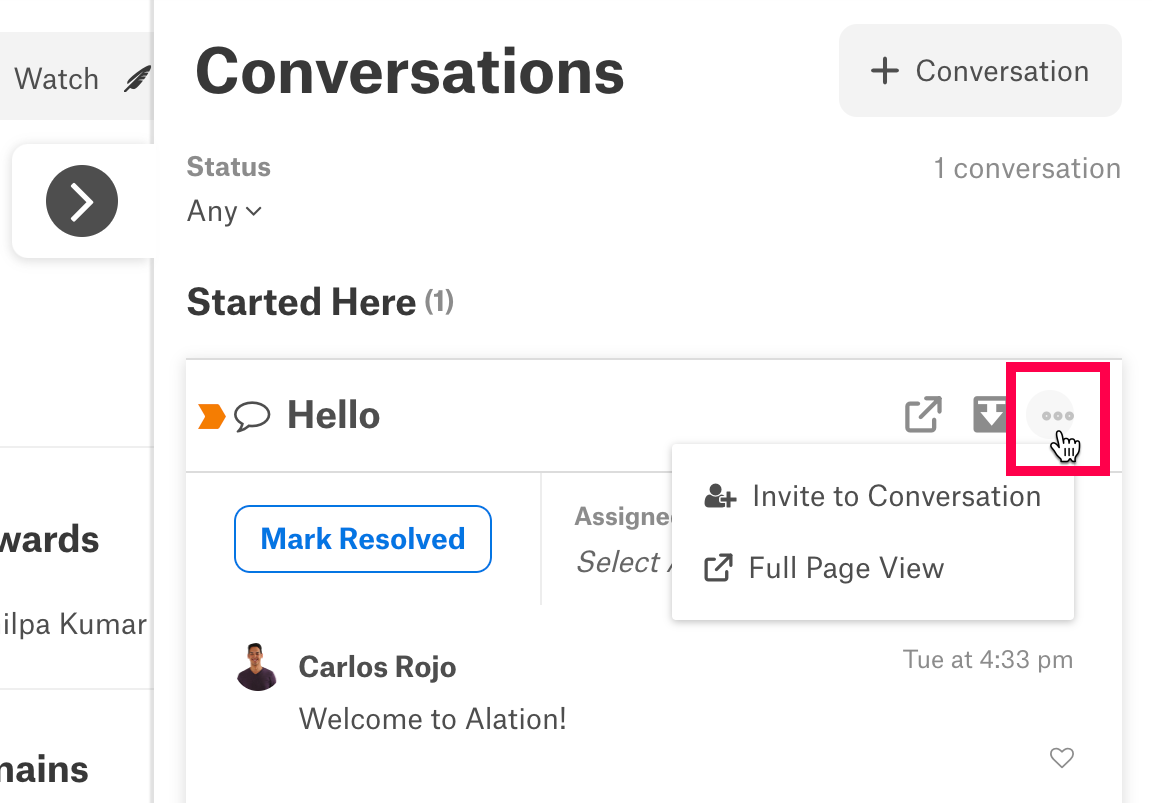 Watch
Conversations
+ Conversation
Status
1 conversation
Any
Started Here (1)
Hello
Invite to Conversation
Mark Resolved
Assigne
Select
Full Page View
wards
ilpa Kumar
Carlos Rojo
Tue at 4:33 pm
Welcome to Alation!
mains